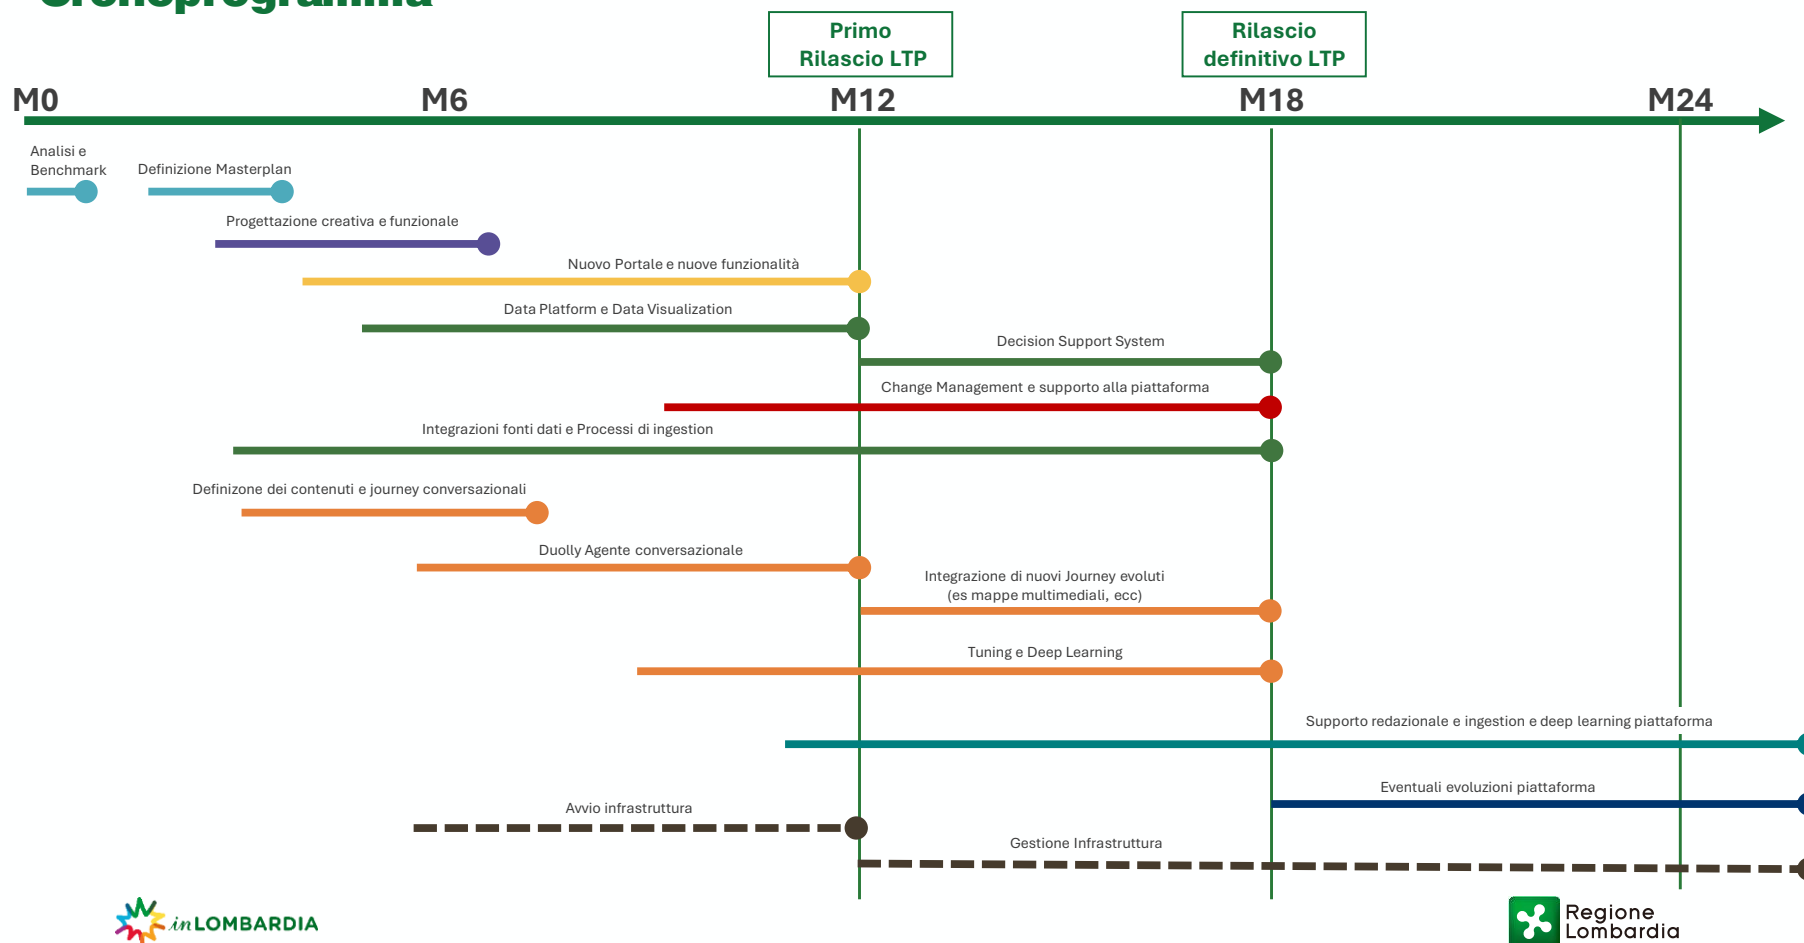 Cronoprogramma
Primo
Rilascio LTP
Rilascio
definitivo LTP
M0
M6
M12
M18
M24
Analisi e
Benchmark
Definizione Masterplan
Progettazione creativa e funzionale
Nuovo Portale e nuove funzionalità
Data Platform e Data Visualization
Decision Support System
Change Management e supporto alla piattaforma
Integrazioni fonti dati e Processi di ingestion
Definizone dei contenuti e journey conversazionali
Duolly Agente conversazionale
Integrazione di nuovi Journey evoluti
(es mappe multimediali, ecc)
Tuning e Deep Learning
Supporto redazionale e ingestion e deep learning piattaforma
Eventuali evoluzioni piattaforma
Avvio infrastruttura
Gestione Infrastruttura
inLOMBARDIA
Regione
Lombardia